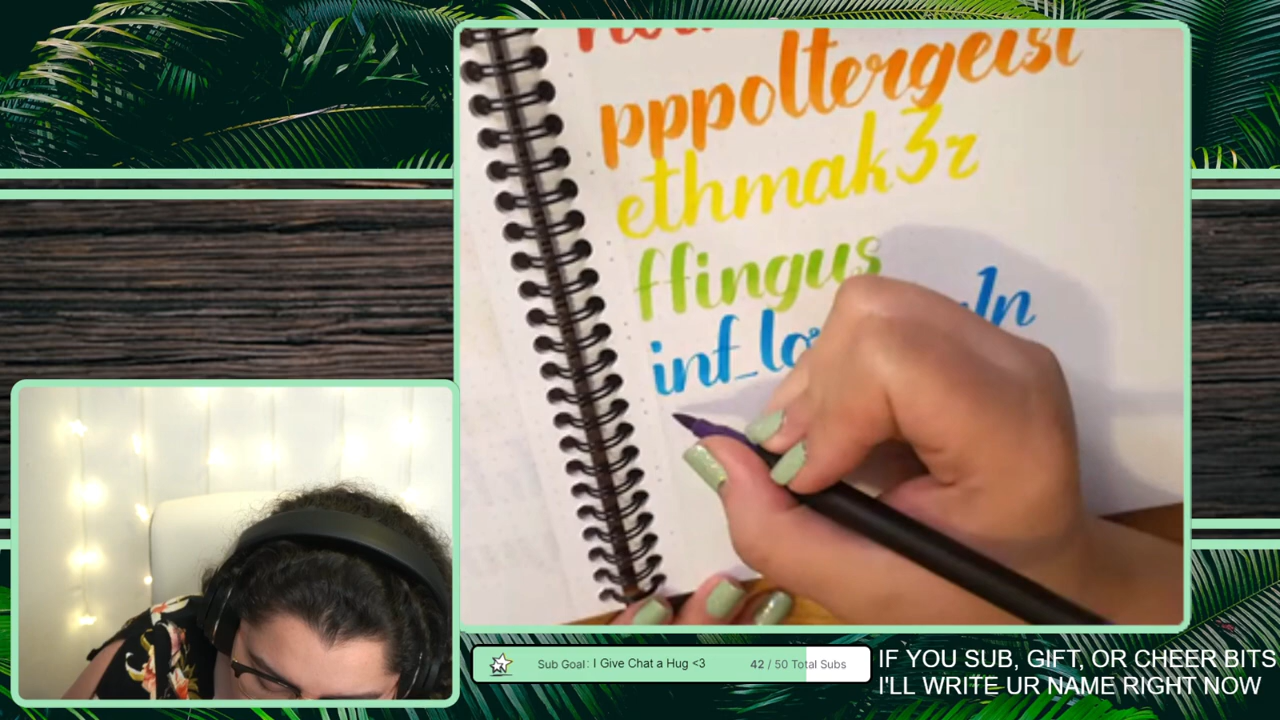 pppoltergeist
ethmak3r
ffingus
Sub Goal: I Give Chat a Hug <3 42 / 50 Total Subs
IF YOU SUB, GIFT, OR CHEER BITS
I'LL WRITE UR NAME RIGHT NOW